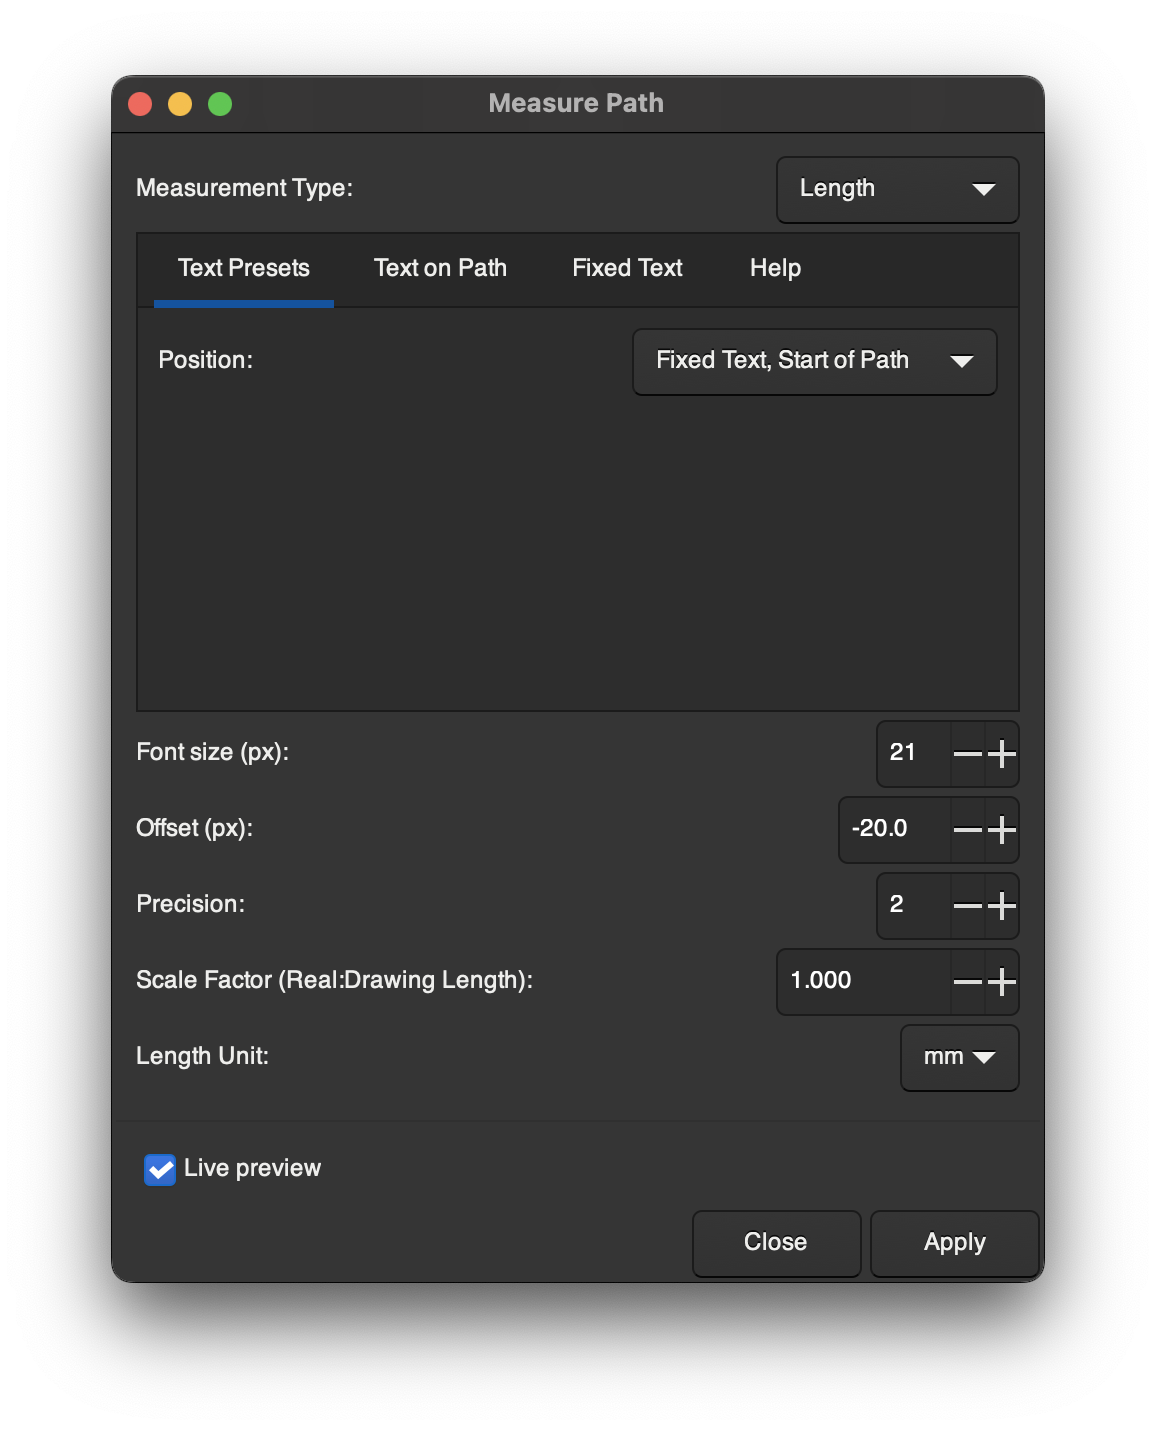 Measure Path
Measurement Type: Length
Text Presets Text on Path Fixed Text Help
Position: Fixed Text, Start of Path
Font size (px): 21
Offset (px): -20.0
Precision: 2
Scale Factor (Real:Drawing Length): 1.000
Length Unit: mm
Live preview
Close Apply